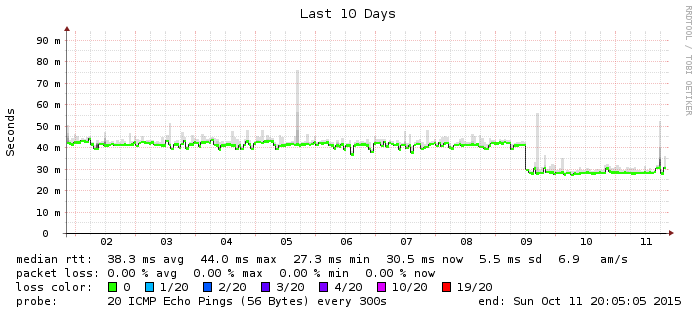 Last 10 Days
RRDTOOL / TOBI OETIKER
Seconds
90 m
80 m
70 m
60 m
50 m
40 m
30 m
20 m
10 m
0
02 03 04 05 06 07 08 09 10 11
median rtt: 38.3 ms avg 44.0 ms max 27.3 ms min 30.5 ms now 5.5 ms sd 6.9 am/s
packet loss: 0.00 % avg 0.00 % max 0.00 % min 0.00 % now
loss color: 0 1/20 2/20 3/20 4/20 10/20 19/20
probe: 20 ICMP Echo Pings (56 Bytes) every 300s end: Sun Oct 11 20:05:05 2015